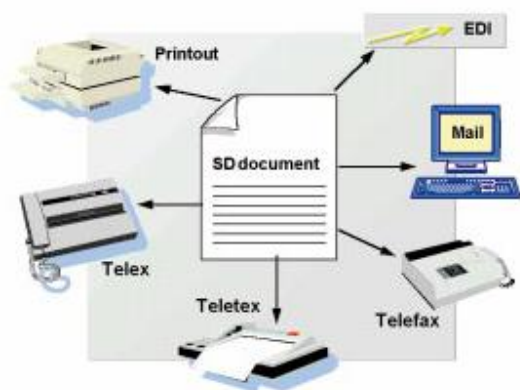 Printout
EDI
Mail
SD document
Telex
Teletex
Telefax